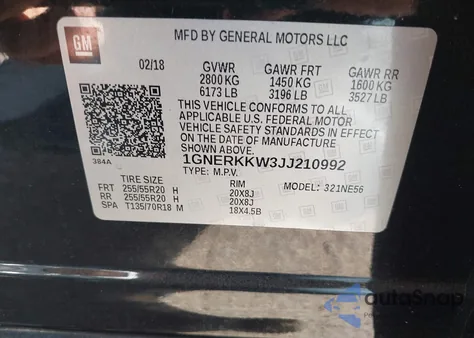 GM
MFD BY GENERAL MOTORS LLC
02/18 GVWR GAWR FRT GAWR RR
2800 KG 1450 KG 1600 KG
6173 LB 3196 LB 3527 LB
THIS VEHICLE CONFORMS TO ALL
APPLICABLE U.S. FEDERAL MOTOR
VEHICLE SAFETY STANDARDS IN
EFFECT ON THE DATE OF MANUFACTURE
SHOWN ABOVE.
384A 1GNERKKW3JJ210992
TYPE: M.P.V. MODEL: 321NE56
TIRE SIZE RIM
FRT 255/55R20 H 20X8J
RR 255/55R20 H 20X8J
SPA T135/70R18 M 18X4.5B
autoSnap